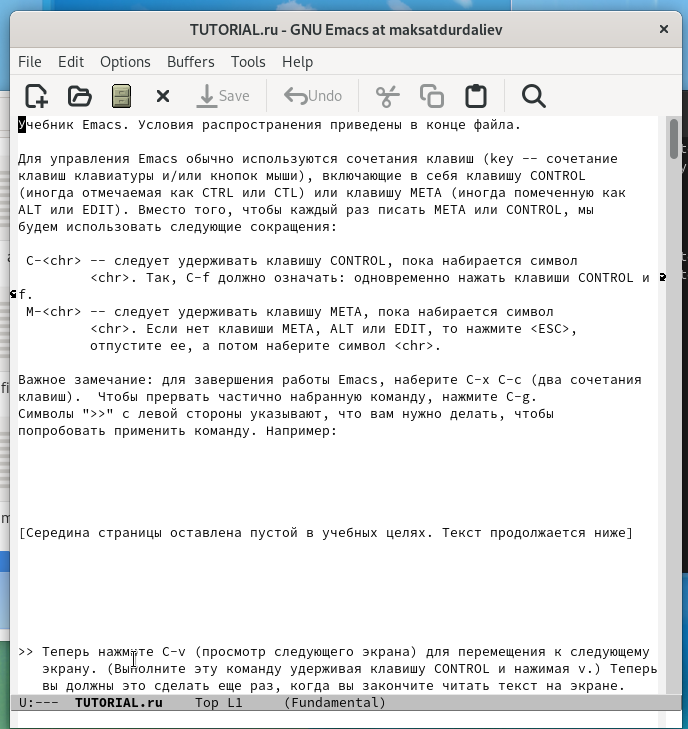 TUTORIAL.ru - GNU Emacs at maksatdurdaliev
File Edit Options Buffers Tools Help
Save Undo
Учебник Emacs. Условия распространения приведены в конце файла.
Для управления Emacs обычно используются сочетания клавиш (key -- сочетание
клавиш клавиатуры и/или кнопок мыши), включающие в себя клавишу CONTROL
(иногда отмечаемая как CTRL или CTL) или клавишу META (иногда помеченную как
ALT или EDIT). Вместо того, чтобы каждый раз писать META или CONTROL, мы
будем использовать следующие сокращения:
C-<chr> -- следует удерживать клавишу CONTROL, пока набирается символ
<chr>. Так, C-f должно означать: одновременно нажать клавиши CONTROL и
f.
M-<chr> -- следует удерживать клавишу META, пока набирается символ
<chr>. Если нет клавиши META, ALT или EDIT, то нажмите <ESC>,
отпустите ее, а потом наберите символ <chr>.
Важное замечание: для завершения работы Emacs, наберите C-x C-c (два сочетания
клавиш). Чтобы прервать частично набранную команду, нажмите C-g.
Символы ">>" с левой стороны указывают, что вам нужно делать, чтобы
попробовать применить команду. Например:
[Середина страницы оставлена пустой в учебных целях. Текст продолжается ниже]
>> Теперь нажмите C-v (просмотр следующего экрана) для перемещения к следующему
экрану. (Выполните эту команду удерживая клавишу CONTROL и нажимая v.) Теперь
вы должны это сделать еще раз, когда вы закончите читать текст на экране.
U:--- TUTORIAL.ru Top L1 (Fundamental)